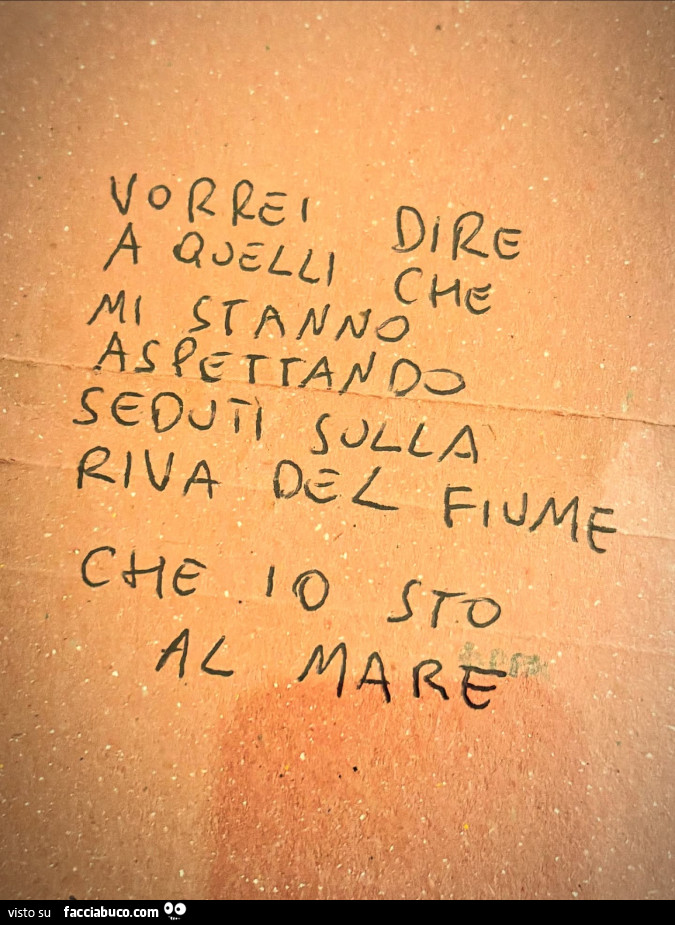 VORREI DIRE
A QUELLI CHE
MI STANNO
ASPETTANDO
SEDUTI SULLA
RIVA DEL FIUME
CHE IO STO
AL MARE
visto su facciabuco.com